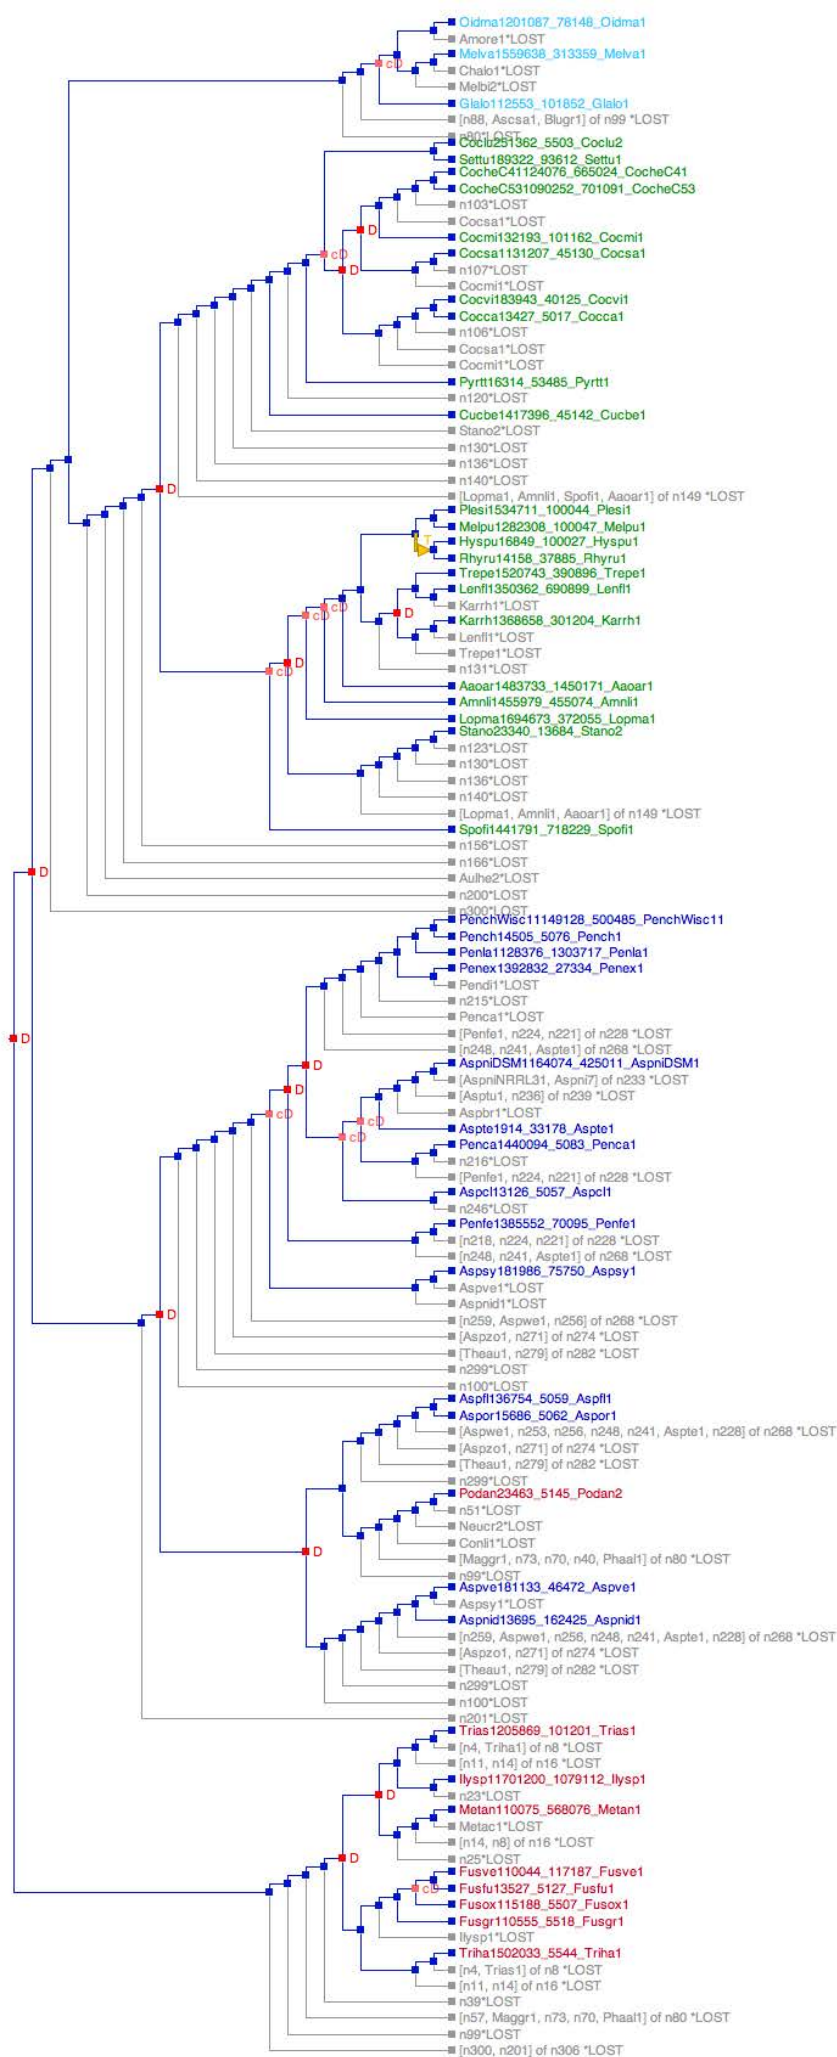 Oidma1201087_78148_Oidma1
Amore1*LOST
Melva1559638_313359_Melva1
cD
Chalo1*LOST
Melbi2*LOST
Glalo112553_101852_Glalo1
[n88, Ascsa1, Blugr1] of n99 *LOST
n80*LOST
Coclu251362_5503_Coclu2
Settu189322_93612_Settu1
CocheC41124076_665024_CocheC41
CocheC531090252_701091_CocheC53
n103*LOST
Cocsa1*LOST
D
Cocmi132193_101162_Cocmi1
cD
Cocsa1131207_45130_Cocsa1
D
n107*LOST
Cocmi1*LOST
Cocvi183943_40125_Cocvi1
Cocca13427_5017_Cocca1
n106*LOST
Cocsa1*LOST
Cocmi1*LOST
Pyrtt16314_53485_Pyrtt1
n120*LOST
Cucbe1417396_45142_Cucbe1
Stano2*LOST
n130*LOST
n136*LOST
n140*LOST
D
[Lopma1, Amnli1, Spofi1, Aaoar1] of n149 *LOST
Plesi1534711_100044_Plesi1
Melpu1282308_100047_Melpu1
T
Hyspu16849_100027_Hyspu1
Rhyru14158_37885_Rhyru1
Trepe1520743_390896_Trepe1
Lenfl1350362_690899_Lenfl1
Karrh1*LOST
cD
cD
D
Karrh1368658_301204_Karrh1
Lenfl1*LOST
Trepe1*LOST
D
n131*LOST
cD
Aaoar1483733_1450171_Aaoar1
Amnli1455979_455074_Amnli1
Lopma1694673_372055_Lopma1
Stano23340_13684_Stano2
n123*LOST
n130*LOST
n136*LOST
n140*LOST
[Lopma1, Amnli1, Aaoar1] of n149 *LOST
Spofi1441791_718229_Spofi1
n156*LOST
n166*LOST
D
Aulhe2*LOST
n200*LOST
n300*LOST
PenchWisc11149128_500485_PenchWisc11
Pench14505_5076_Pench1
Penla1128376_1303717_Penla1
Penex1392832_27334_Penex1
Pendi1*LOST
n215*LOST
Penca1*LOST
D
[Penfe1, n224, n221] of n228 *LOST
[n248, n241, Aspte1] of n268 *LOST
D
AspniDSM1164074_425011_AspniDSM1
[AspniNRRL31, Aspni7] of n233 *LOST
D
[Asptu1, n236] of n239 *LOST
Aspbr1*LOST
cD
cD
Aspte1914_33178_Aspte1
cD
Penca1440094_5083_Penca1
n216*LOST
[Penfe1, n224, n221] of n228 *LOST
Aspcl13126_5057_Aspcl1
n246*LOST
Penfe1385552_70095_Penfe1
[n218, n224, n221] of n228 *LOST
[n248, n241, Aspte1] of n268 *LOST
Aspsy181986_75750_Aspsy1
Aspve1*LOST
Aspnid1*LOST
D
[n259, Aspwe1, n256] of n268 *LOST
[Aspzo1, n271] of n274 *LOST
[Theau1, n279] of n282 *LOST
n299*LOST
n100*LOST
Aspfl136754_5059_Aspfl1
Aspor15686_5062_Aspor1
[Aspwe1, n253, n256, n248, n241, Aspte1, n228] of n268 *LOST
[Aspzo1, n271] of n274 *LOST
[Theau1, n279] of n282 *LOST
n299*LOST
Podan23463_5145_Podan2
n51*LOST
Neucr2*LOST
Conli1*LOST
D
[Maggr1, n73, n70, n40, Phaal1] of n80 *LOST
n99*LOST
Aspve181133_46472_Aspve1
Aspsy1*LOST
Aspnid13695_162425_Aspnid1
[n259, Aspwe1, n256, n248, n241, Aspte1, n228] of n268 *LOST
[Aspzo1, n271] of n274 *LOST
[Theau1, n279] of n282 *LOST
n299*LOST
n100*LOST
n201*LOST
Trias1205869_101201_Trias1
[n4, Triha1] of n8 *LOST
[n11, n14] of n16 *LOST
Ilysp11701200_1079112_Ilysp1
D
n23*LOST
Metan110075_568076_Metan1
Metac1*LOST
[n14, n8] of n16 *LOST
D
n25*LOST
Fusve110044_117187_Fusve1
cD
Fusfu13527_5127_Fusfu1
Fusox115188_5507_Fusox1
Fusgr110555_5518_Fusgr1
Ilysp1*LOST
Triha1502033_5544_Triha1
[n4, Trias1] of n8 *LOST
[n11, n14] of n16 *LOST
n39*LOST
[n57, Maggr1, n73, n70, Phaal1] of n80 *LOST
n99*LOST
[n300, n201] of n306 *LOST